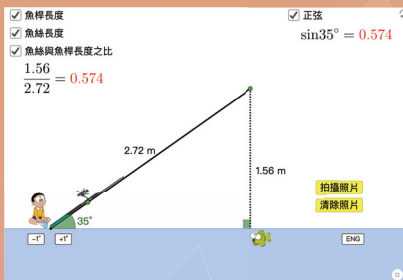 魚桿長度
魚絲長度
魚絲與魚桿長度之比
1.56
2.72
= 0.574
正弦
sin35° = 0.574
2.72 m
1.56 m
35°
拍攝照片
清除照片
−1°
+1°
ENG